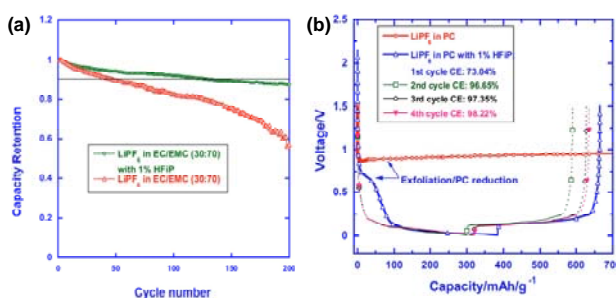 (a)
1
0.8
0.6
0.4
0.2
0
0
50
100
150
200
Capacity Retention
Cycle number
LiPF6 in EC/EMC (30:70)
with 1% HFiP
LiPF6 in EC/EMC (30:70)
(b)
2.5
2
1.5
1
0.5
0
0
100
200
300
400
500
600
700
Voltage/V
Capacity/mAh/g-1
LiPF6 in PC
LiPF6 in PC with 1% HFiP
1st cycle CE: 73.04%
2nd cycle CE: 96.65%
3rd cycle CE: 97.35%
4th cycle CE: 98.22%
Exfoliation/PC reduction